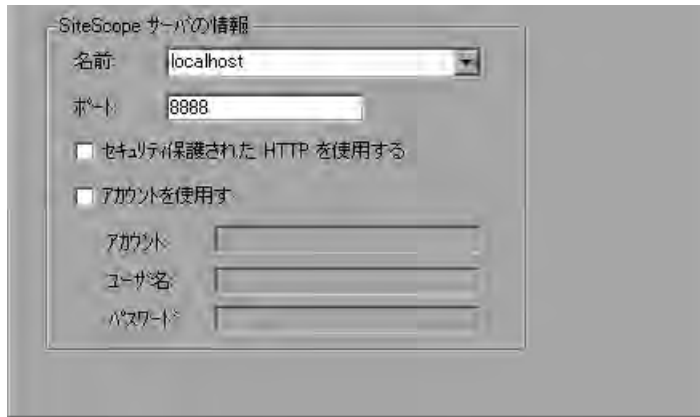 SiteScope サーバの情報
名前: localhost
ポート: 8888
セキュリティ保護された HTTP を使用する
アカウントを使用す
アカウント:
ユーザ名:
パスワード: